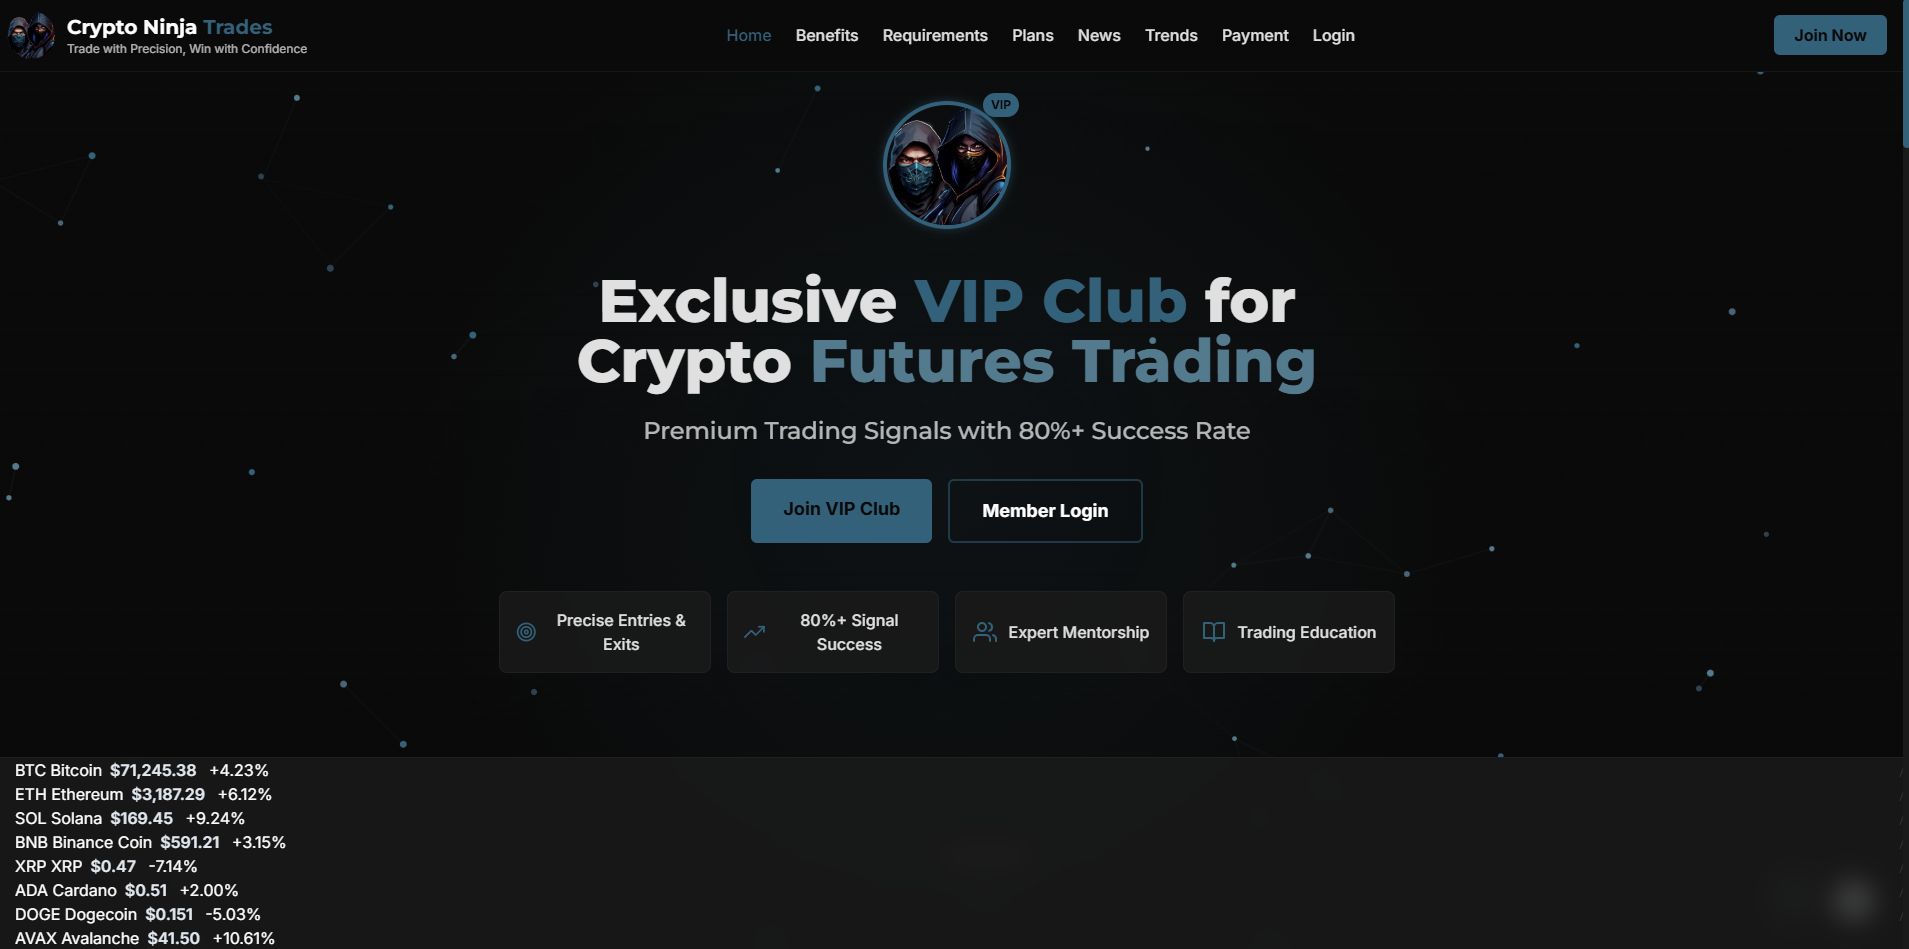 Crypto Ninja Trades
Trade with Precision, Win with Confidence
Home Benefits Requirements Plans News Trends Payment Login
Join Now
VIP
Exclusive VIP Club for
Crypto Futures Trading
Premium Trading Signals with 80%+ Success Rate
Join VIP Club
Member Login
Precise Entries &
Exits
80%+ Signal
Success
Expert Mentorship
Trading Education
BTC Bitcoin $71,245.38 +4.23%
ETH Ethereum $3,187.29 +6.12%
SOL Solana $169.45 +9.24%
BNB Binance Coin $591.21 +3.15%
XRP XRP $0.47 -7.14%
ADA Cardano $0.51 +2.00%
DOGE Dogecoin $0.151 -5.03%
AVAX Avalanche $41.50 +10.61%